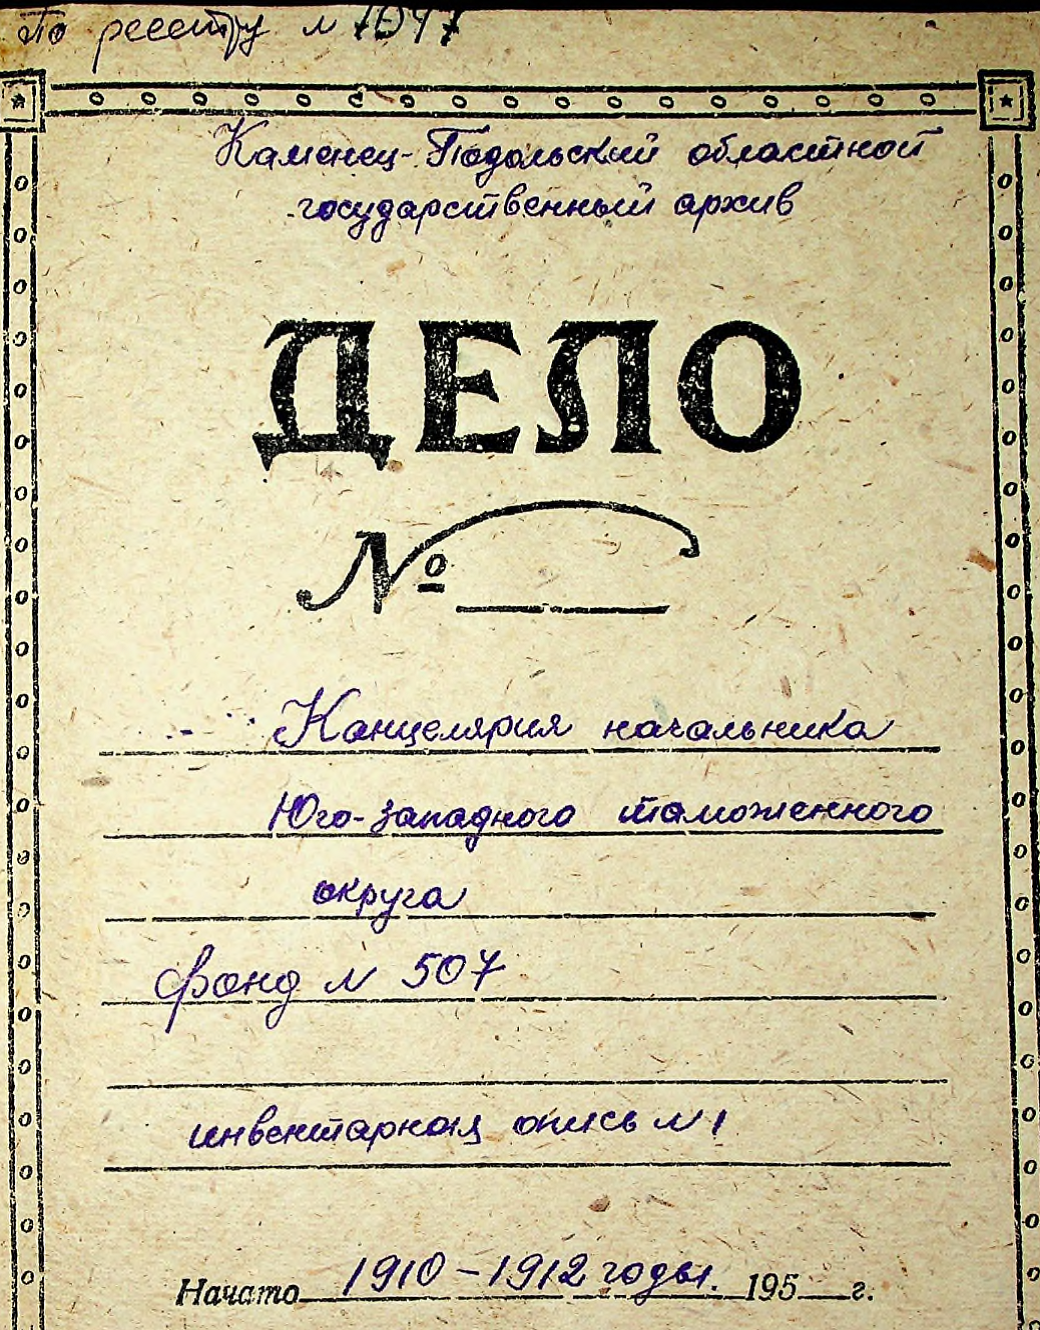 По реестру № 1047
Каменец-Подольский областной
государственный архив
ДЕЛО
№
Канцелярия начальника
Юго-западного таможенного
округа
фонд № 507
инвентарная опись № 1
Начато 1910-1912 годы. 195 г.